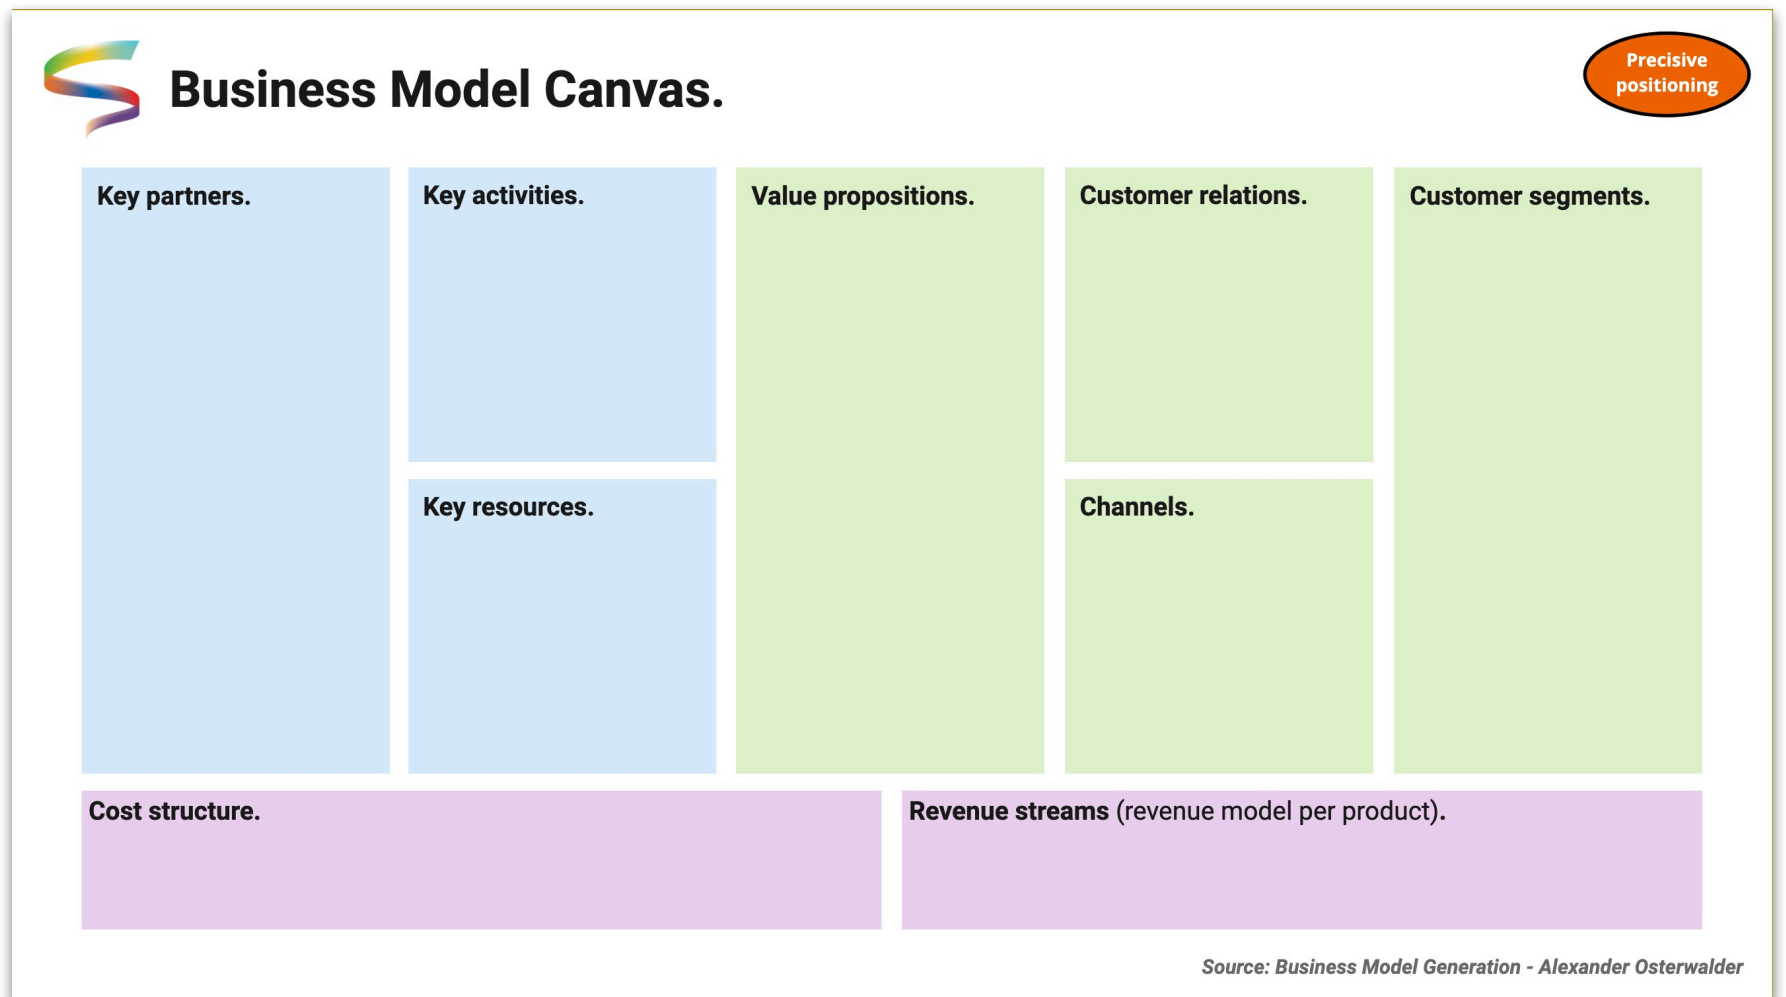 Business Model Canvas.
Precisive
positioning
Key partners.
Key activities.
Value propositions.
Customer relations.
Customer segments.
Key resources.
Channels.
Cost structure.
Revenue streams (revenue model per product).
Source: Business Model Generation - Alexander Osterwalder